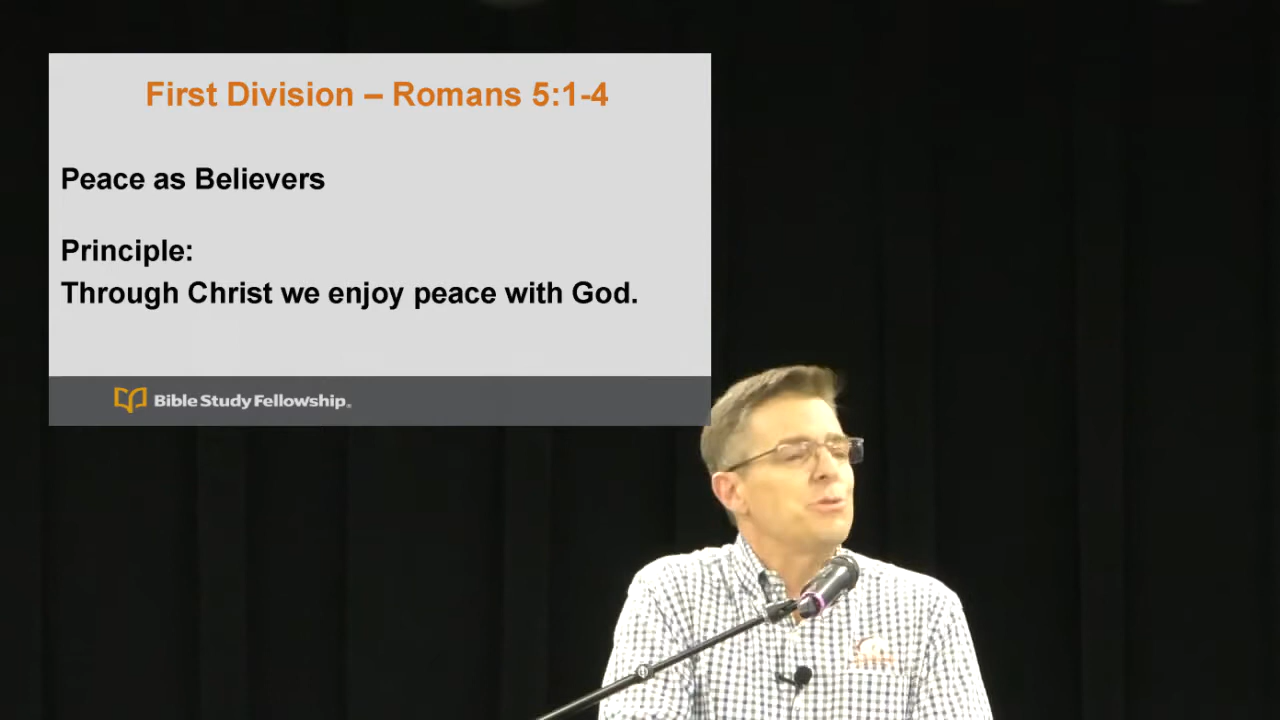 First Division – Romans 5:1-4
Peace as Believers
Principle:
Through Christ we enjoy peace with God.
Bible Study Fellowship®